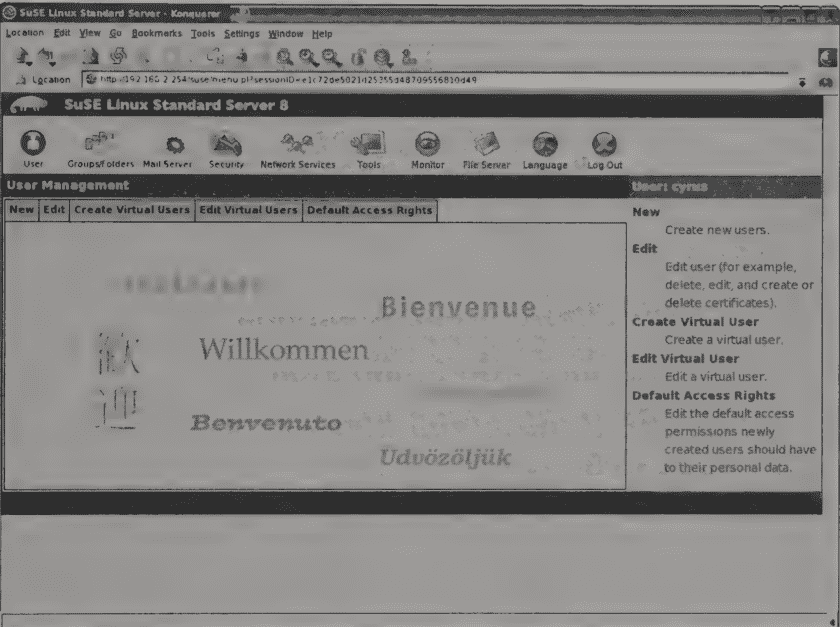 SuSE Linux Standard Server 8 - Konqueror
Location Edit View Go Bookmarks Tools Settings Window Help
Location
SuSE Linux Standard Server 8
User Groups/Folders Mail Server Security Network Services Tools Monitor File Server Language Log Out
User Management
User: cyrus
New Edit Create Virtual Users Edit Virtual Users Default Access Rights
Bienvenue
Willkommen
歓
迎
Benvenuto
Üdvözöljük
New
Create new users.
Edit
Edit user (for example,
delete, edit, and create or
delete certificates).
Create Virtual User
Create a virtual user.
Edit Virtual User
Edit a virtual user.
Default Access Rights
Edit the default access
permissions newly
created users should have
to their personal data.